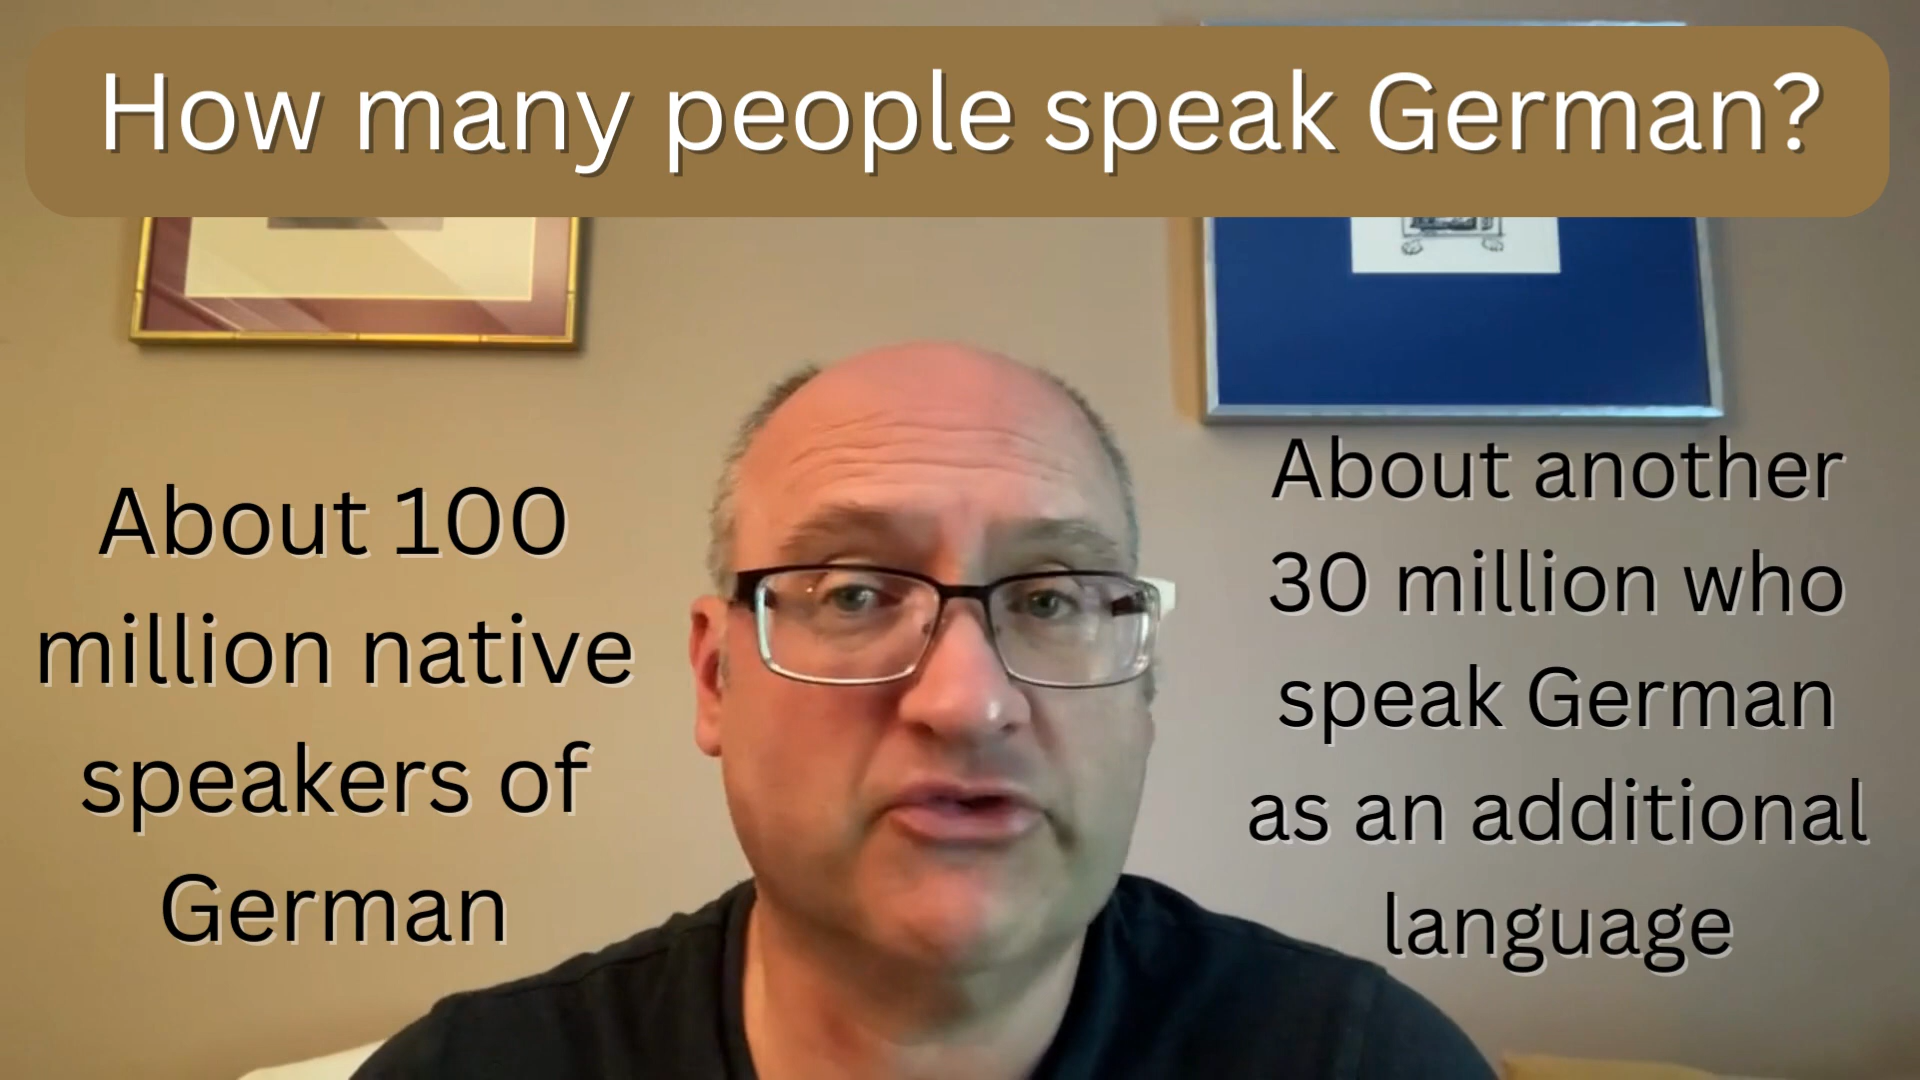 How many people speak German?
About 100
million native
speakers of
German
About another
30 million who
speak German
as an additional
language